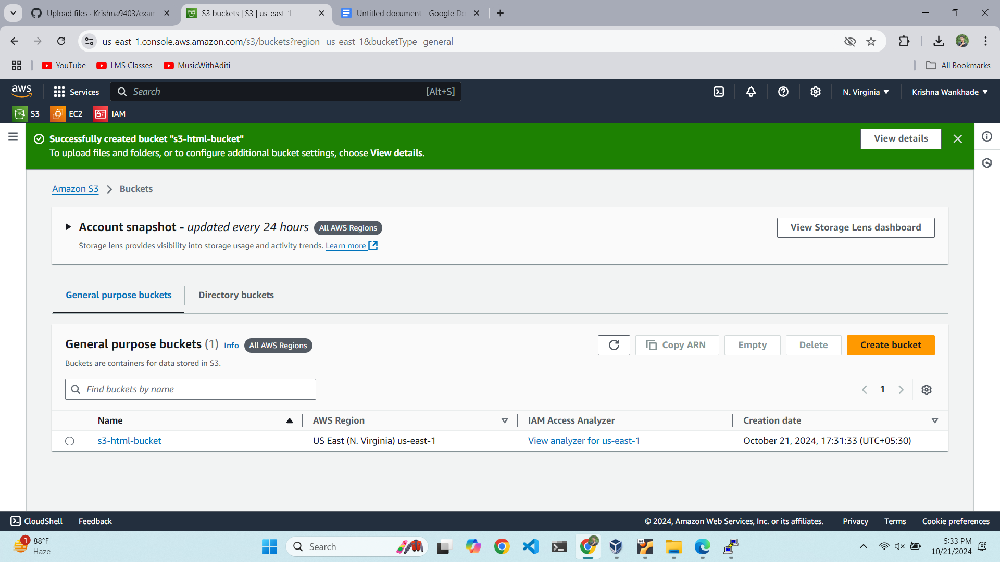 Upload files · Krishna9403/exam
S3 buckets | S3 | us-east-1
Untitled document - Google Do
us-east-1.console.aws.amazon.com/s3/buckets?region=us-east-1&bucketType=general
YouTube
LMS Classes
MusicWithAditi
All Bookmarks
aws
Services
Search
[Alt+S]
N. Virginia
Krishna Wankhade
S3
EC2
IAM
Successfully created bucket "s3-html-bucket"
To upload files and folders, or to configure additional bucket settings, choose View details.
View details
Amazon S3
Buckets
Account snapshot - updated every 24 hours
All AWS Regions
Storage lens provides visibility into storage usage and activity trends. Learn more
View Storage Lens dashboard
General purpose buckets
Directory buckets
General purpose buckets (1)
Info
All AWS Regions
Buckets are containers for data stored in S3.
Copy ARN
Empty
Delete
Create bucket
Find buckets by name
1
Name
AWS Region
IAM Access Analyzer
Creation date
s3-html-bucket
US East (N. Virginia) us-east-1
View analyzer for us-east-1
October 21, 2024, 17:31:33 (UTC+05:30)
CloudShell
Feedback
© 2024, Amazon Web Services, Inc. or its affiliates.
Privacy
Terms
Cookie preferences
1
88°F
Haze
Search
64
5:33 PM
10/21/2024